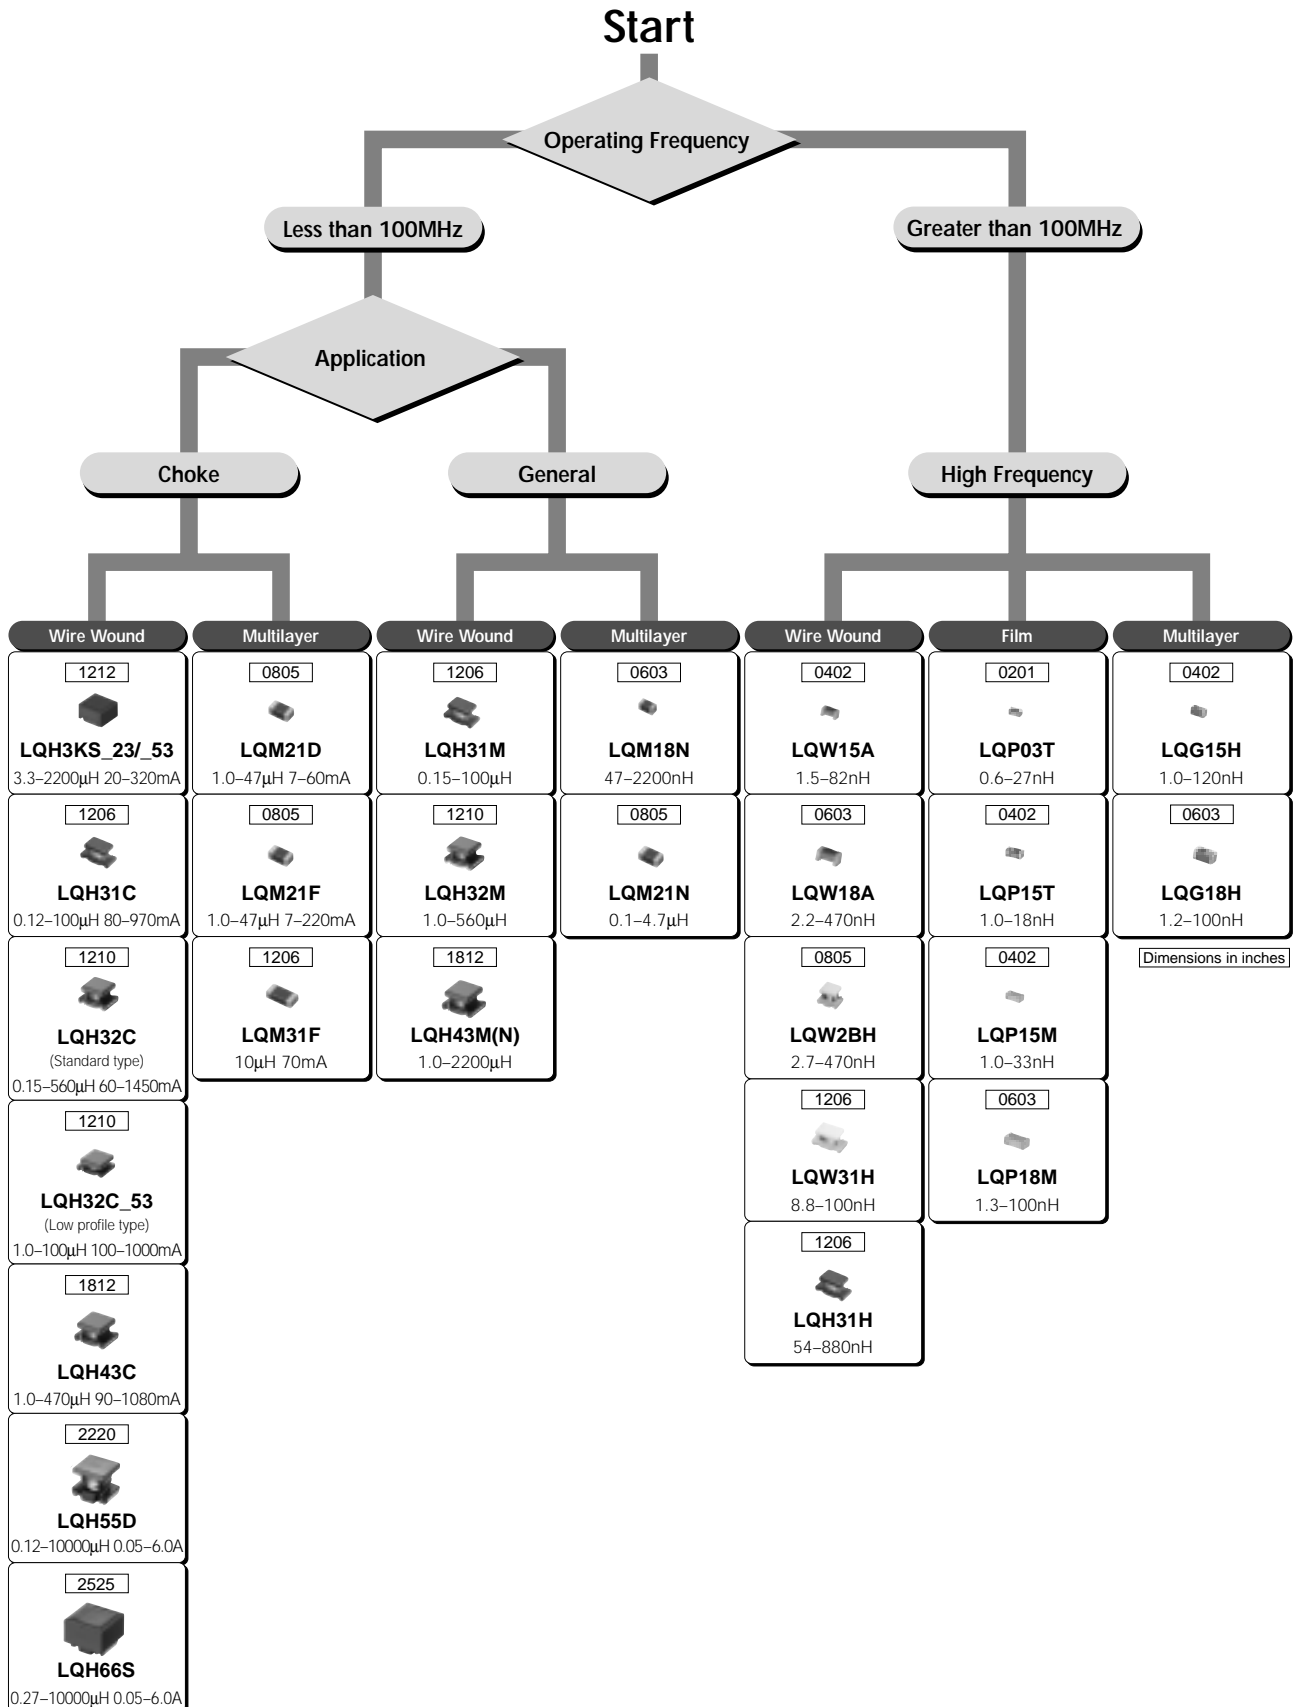 Start
Operating Frequency
Less than 100MHz
Greater than 100MHz
Application
Choke
General
High Frequency
Wire Wound
1212
LQH3KS_23/_53
3.3–2200μH 20–320mA
1206
LQH31C
0.12–100μH 80–970mA
1210
LQH32C
(Standard type)
0.15–560μH 60–1450mA
1210
LQH32C_53
(Low profile type)
1.0–100μH 100–1000mA
1812
LQH43C
1.0–470μH 90–1080mA
2220
LQH55D
0.12–10000μH 0.05–6.0A
2525
LQH66S
0.27–10000μH 0.05–6.0A
Multilayer
0805
LQM21D
1.0–47μH 7–60mA
0805
LQM21F
1.0–47μH 7–220mA
1206
LQM31F
10μH 70mA
Wire Wound
1206
LQH31M
0.15–100μH
1210
LQH32M
1.0–560μH
1812
LQH43M(N)
1.0–2200μH
Multilayer
0603
LQM18N
47–2200nH
0805
LQM21N
0.1–4.7μH
Wire Wound
0402
LQW15A
1.5–82nH
0603
LQW18A
2.2–470nH
0805
LQW2BH
2.7–470nH
1206
LQW31H
8.8–100nH
1206
LQH31H
54–880nH
Film
0201
LQP03T
0.6–27nH
0402
LQP15T
1.0–18nH
0402
LQP15M
1.0–33nH
0603
LQP18M
1.3–100nH
Multilayer
0402
LQG15H
1.0–120nH
0603
LQG18H
1.2–100nH
Dimensions in inches